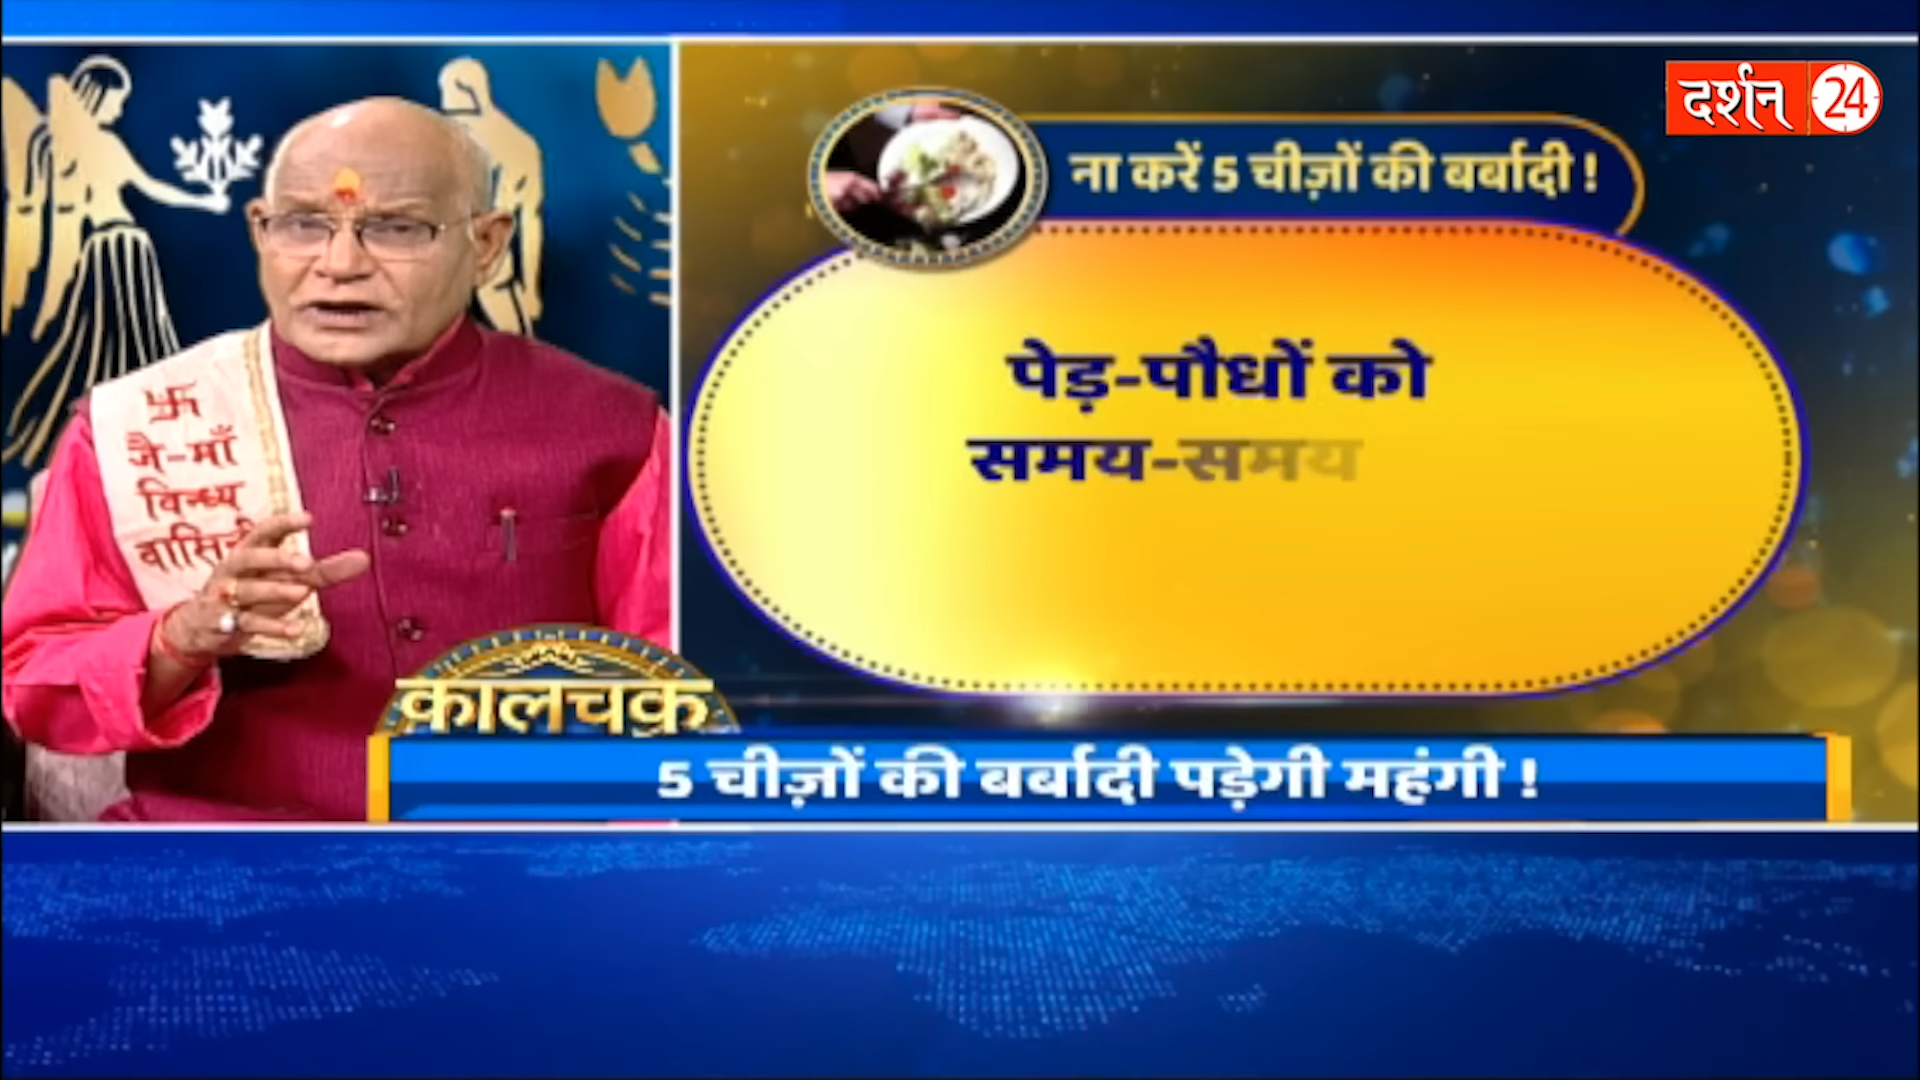 दर्शन 24
ना करें 5 चीज़ों की बर्बादी !
पेड़-पौधों को
समय-समय
जै-माँ
विन्ध्य
वासिनी
कालचक्र
5 चीज़ों की बर्बादी पड़ेगी महंगी !